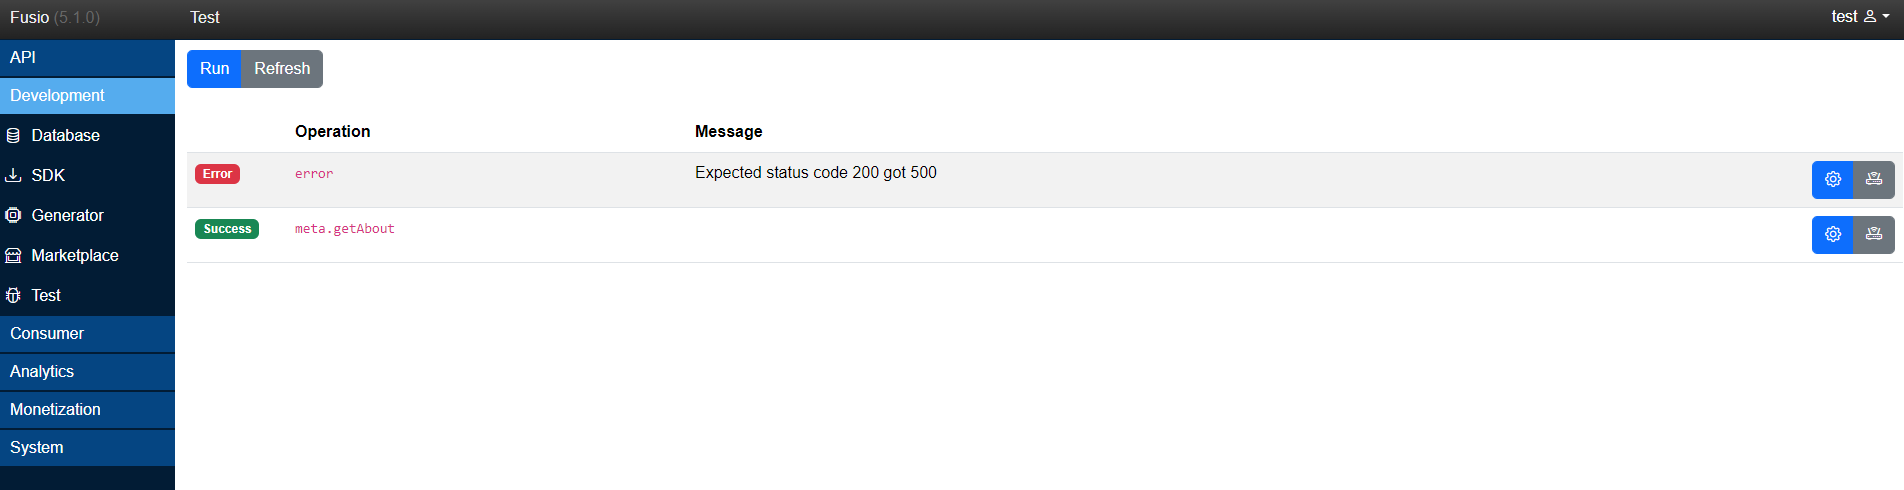 Fusio (5.1.0)
Test
test
API
Development
Database
SDK
Generator
Marketplace
Test
Consumer
Analytics
Monetization
System
Run
Refresh
Operation
Message
Error
error
Expected status code 200 got 500
Success
meta.getAbout